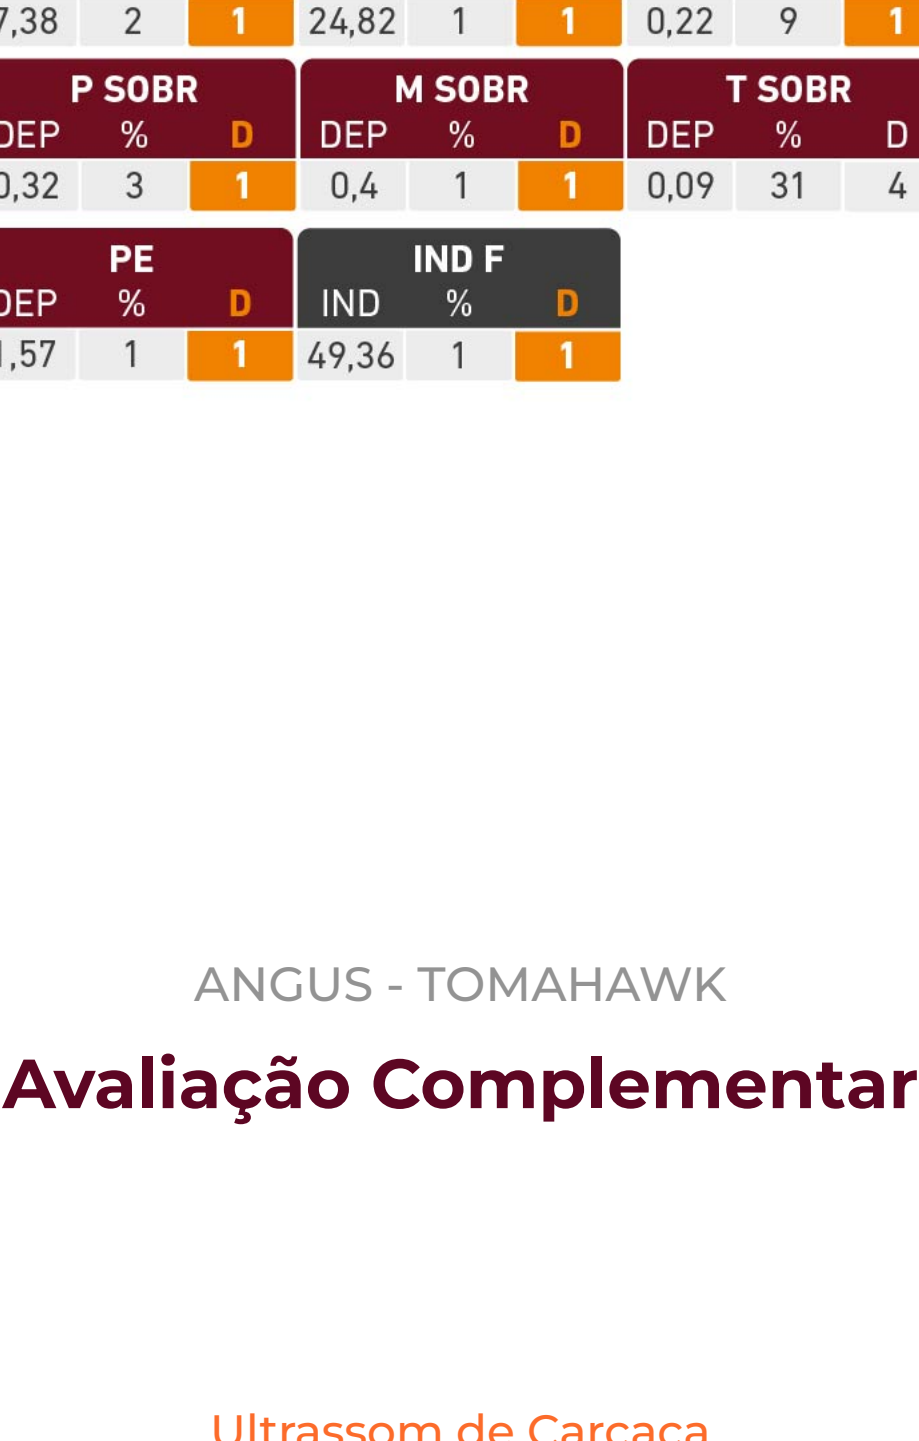 7,38 2 1 24,82 1 1 0,22 9 1
P SOBR M SOBR T SOBR
DEP % D DEP % D DEP % D
0,32 3 1 0,4 1 1 0,09 31 4
PE IND F
DEP % D IND % D
,57 1 1 49,36 1 1
ANGUS - TOMAHAWK
Avaliação Complementar
Ultrassom de Carcaça